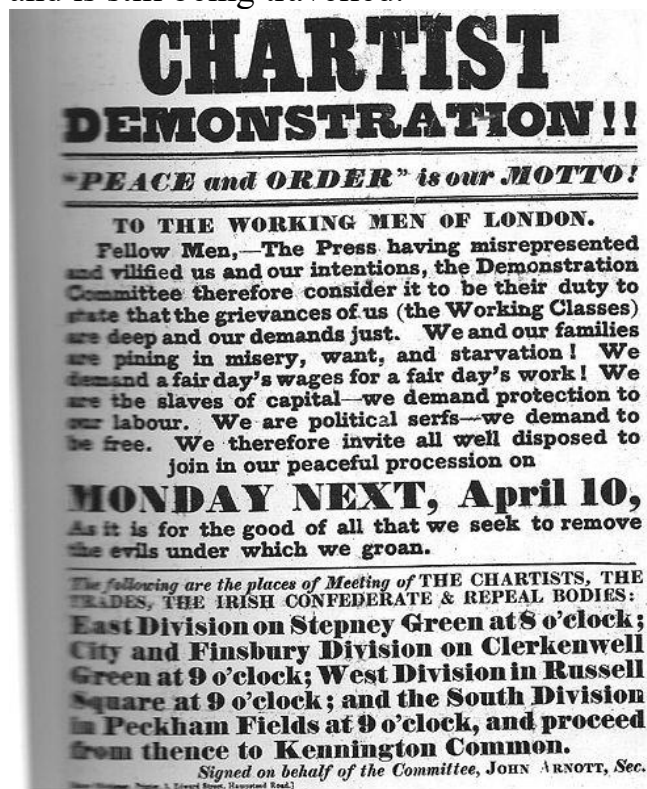 and is still being travelled.
CHARTIST
DEMONSTRATION!!
"PEACE and ORDER" is our MOTTO!
TO THE WORKING MEN OF LONDON.
Fellow Men,—The Press having misrepresented
and vilified us and our intentions, the Demonstration
Committee therefore consider it to be their duty to
state that the grievances of us (the Working Classes)
are deep and our demands just. We and our families
are pining in misery, want, and starvation! We
demand a fair day's wages for a fair day's work! We
are the slaves of capital—we demand protection to
our labour. We are political serfs—we demand to
be free. We therefore invite all well disposed to
join in our peaceful procession on
MONDAY NEXT, April 10,
As it is for the good of all that we seek to remove
the evils under which we groan.
The following are the places of Meeting of THE CHARTISTS, THE
TRADES, THE IRISH CONFEDERATE & REPEAL BODIES:
East Division on Stepney Green at 8 o'clock;
City and Finsbury Division on Clerkenwell
Green at 9 o'clock; West Division in Russell
Square at 9 o'clock; and the South Division
in Peckham Fields at 9 o'clock, and proceed
from thence to Kennington Common.
Signed on behalf of the Committee, JOHN ARNOTT, Sec.
Edward Street, Hampstead Road.]